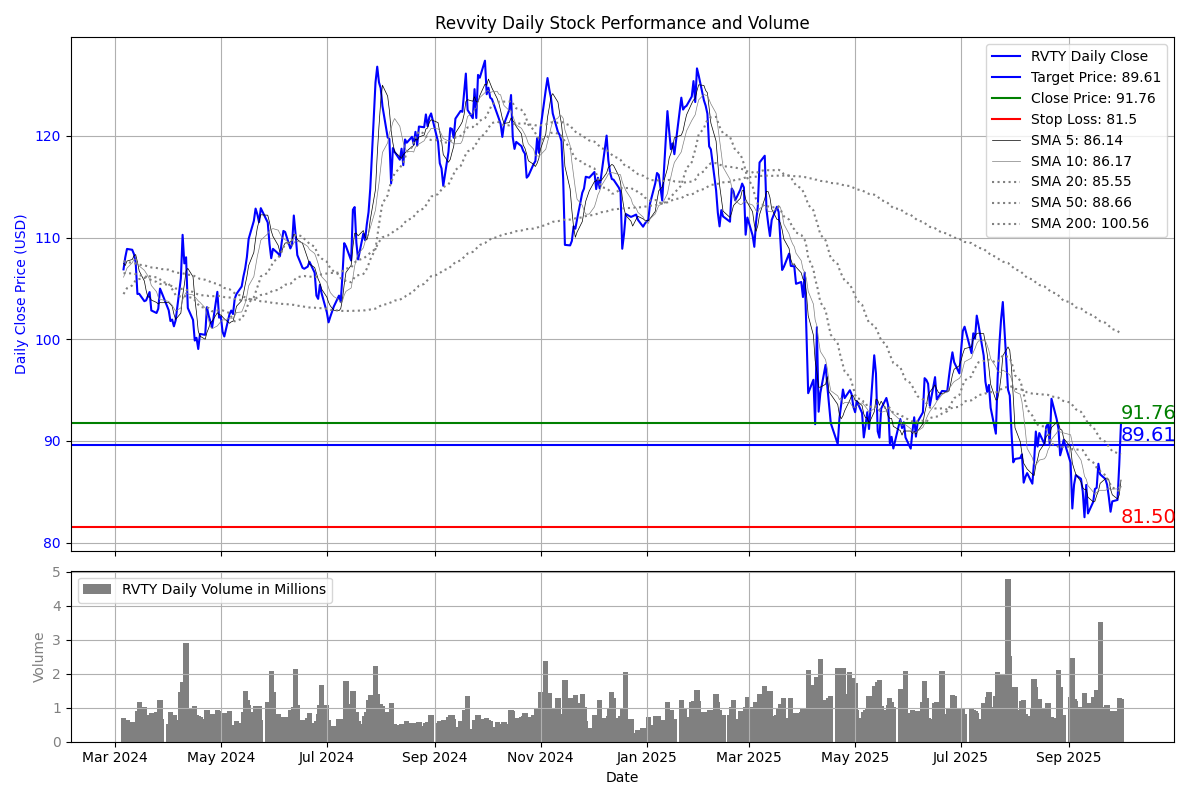 Revvity Daily Stock Performance and Volume
Daily Close Price (USD)
120
110
100
90
80
RVTY Daily Close
Target Price: 89.61
Close Price: 91.76
Stop Loss: 81.5
SMA 5: 86.14
SMA 10: 86.17
SMA 20: 85.55
SMA 50: 88.66
SMA 200: 100.56
91.76
89.61
81.50
Volume
5
4
3
2
1
0
RVTY Daily Volume in Millions
Mar 2024 May 2024 Jul 2024 Sep 2024 Nov 2024 Jan 2025 Mar 2025 May 2025 Jul 2025 Sep 2025
Date